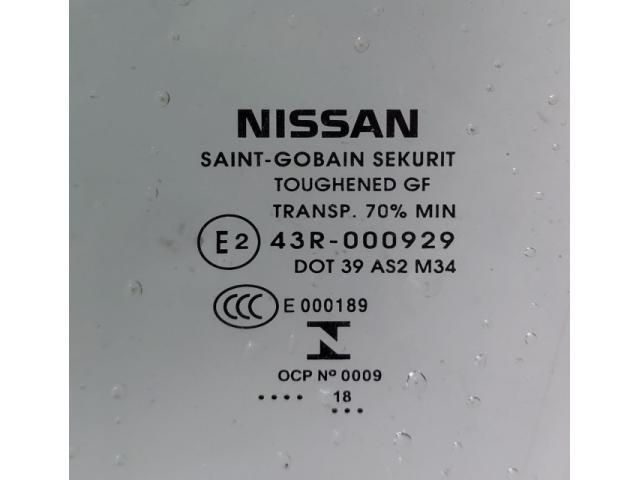 NISSAN
SAINT-GOBAIN SEKURIT
TOUGHENED GF
TRANSP. 70% MIN
E2 43R-000929
DOT 39 AS2 M34
CCC E 000189
OCP Nº 0009
.... 18
...